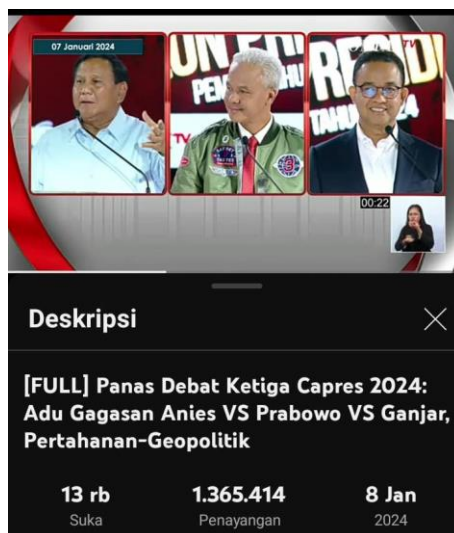 07 Januari 2024
TV
00:22
Deskripsi
[FULL] Panas Debat Ketiga Capres 2024:
Adu Gagasan Anies VS Prabowo VS Ganjar,
Pertahanan-Geopolitik
13 rb
1.365.414
8 Jan
Suka
Penayangan
2024